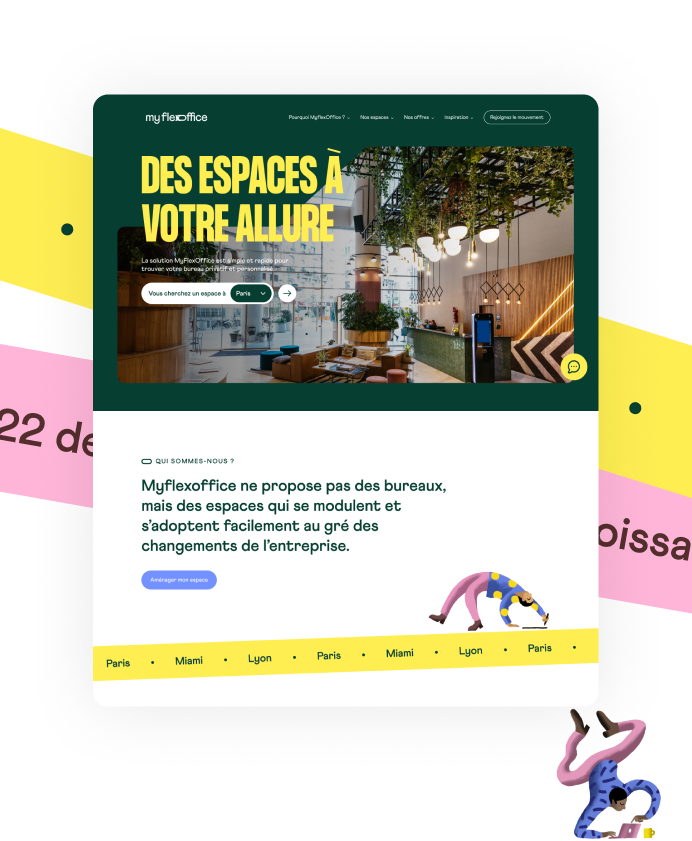 myflexoffice
Pourquoi MyflexOffice ? Nos espaces Nos offres Inspiration Rejoignez le mouvement
DES ESPACES À
VOTRE ALLURE
La solution MyFlexOffice est simple et rapide pour
trouver votre bureau privatif et personnalisé.
Vous cherchez un espace à Paris
22 de
QUI SOMMES-NOUS ?
Myflexoffice ne propose pas des bureaux,
mais des espaces qui se modulent et
s'adoptent facilement au gré des
changements de l'entreprise.
oissa
Aménager mon espace
Paris • Miami • Lyon • Paris • Miami • Lyon • Paris •